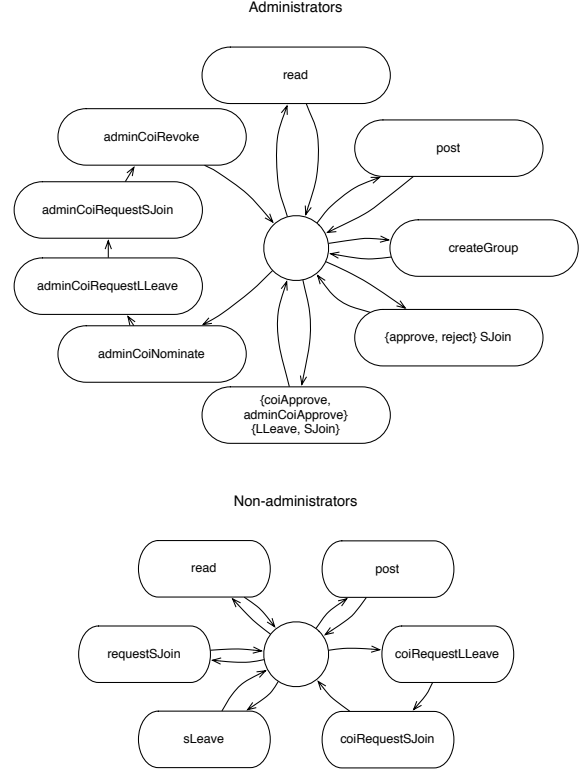 Administrators
read
adminCoiRevoke
post
adminCoiRequestSJoin
createGroup
adminCoiRequestLLeave
{approve, reject} SJoin
adminCoiNominate
{coiApprove,
adminCoiApprove}
{LLeave, SJoin}
Non-administrators
read
post
requestSJoin
coiRequestLLeave
sLeave
coiRequestSJoin